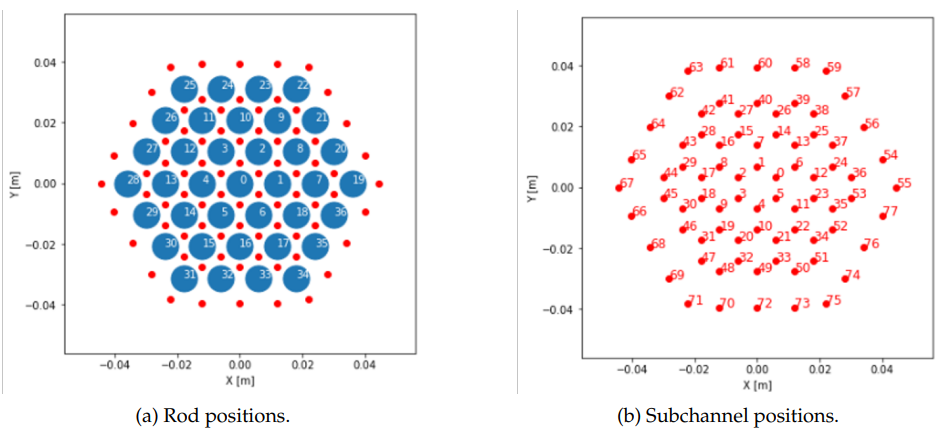 0.04
0.02
0.00
−0.02
−0.04
Y [m]
25 24 23 22
26 11 10 9 21
27 12 3 2 8 20
28 13 4 0 1 7 19
29 14 5 6 18 36
30 15 16 17 35
31 32 33 34
−0.04 −0.02 0.00 0.02 0.04
X [m]
(a) Rod positions.
0.04
0.02
0.00
−0.02
−0.04
Y [m]
63 61 60 58 59
62 41 40 39 57
42 27 26 38
64 28 15 14 25 56
43 16 7 13 37
65 29 8 1 6 24 54
44 17 2 0 12 36
67 45 18 3 5 23 53 55
66 30 9 4 11 35 77
46 19 10 22 52
68 31 20 21 34 76
47 32 33 51
69 48 49 50 74
71 70 72 73 75
−0.04 −0.02 0.00 0.02 0.04
X [m]
(b) Subchannel positions.